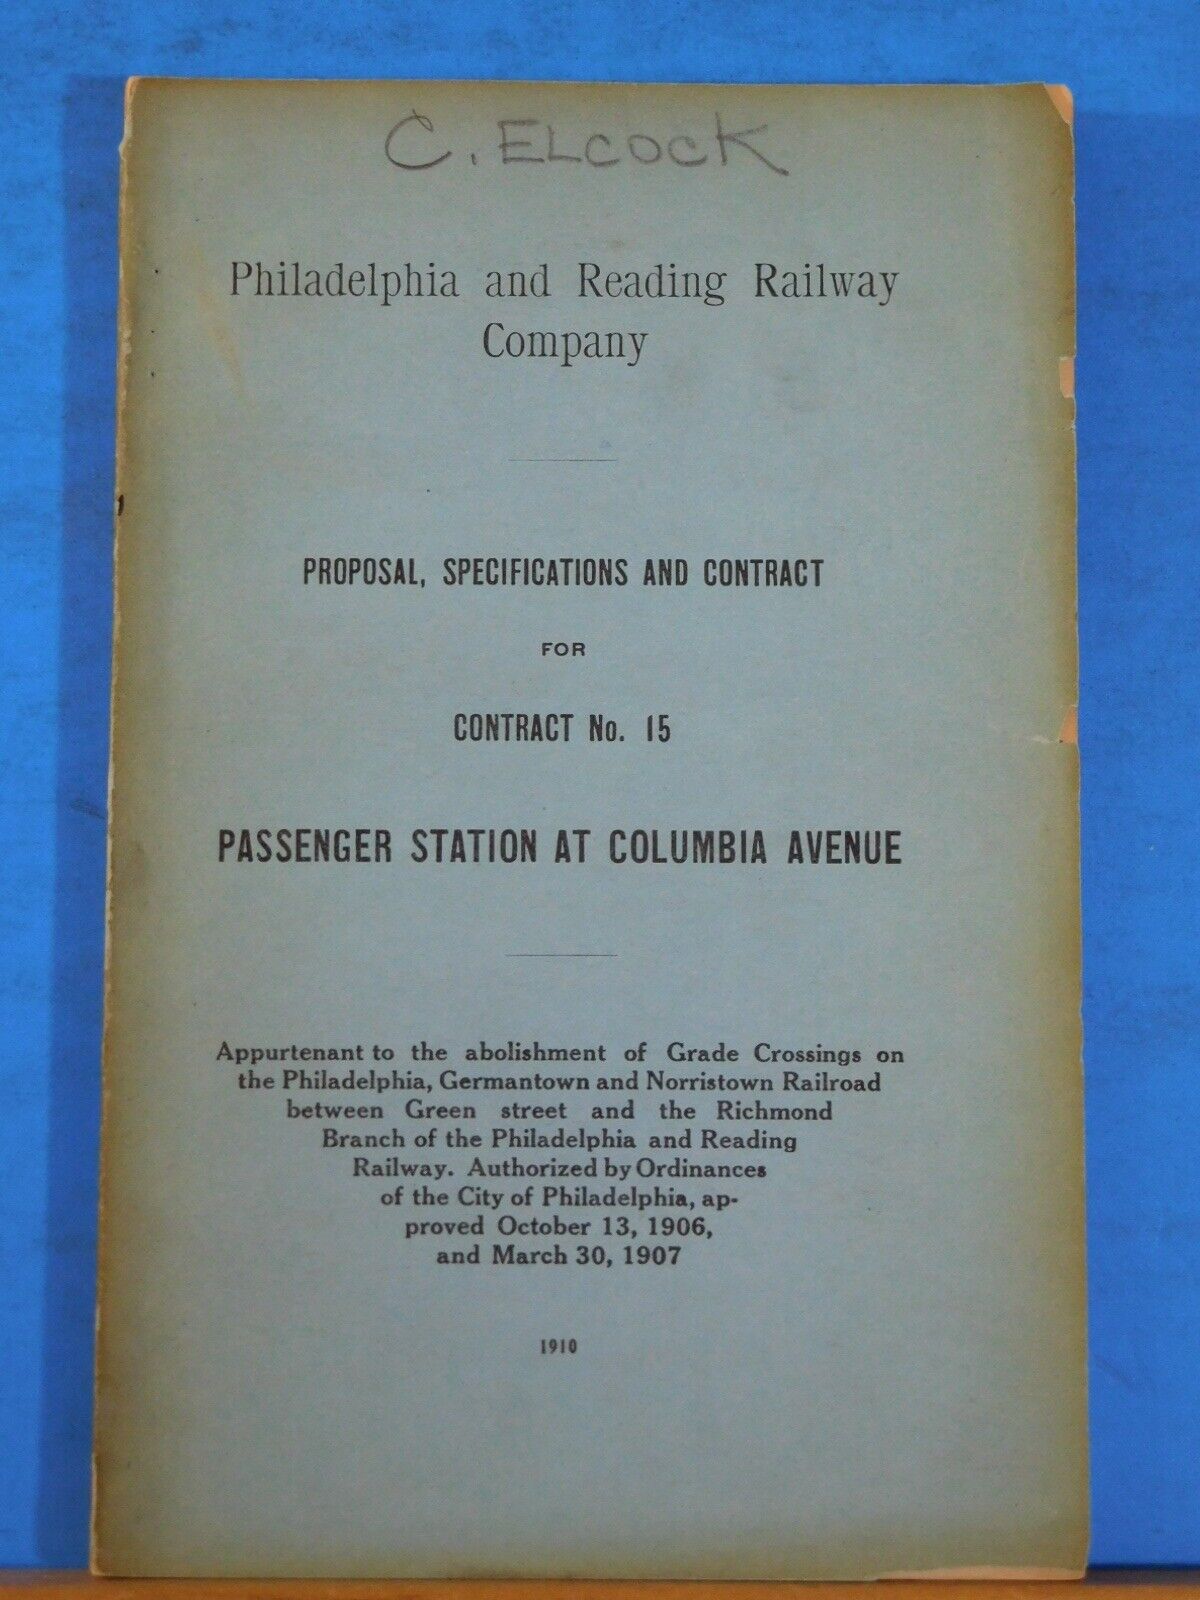 C. ELCOCK
Philadelphia and Reading Railway
Company
PROPOSAL, SPECIFICATIONS AND CONTRACT
FOR
CONTRACT No. 15
PASSENGER STATION AT COLUMBIA AVENUE
Appurtenant to the abolishment of Grade Crossings on
the Philadelphia, Germantown and Norristown Railroad
between Green street and the Richmond
Branch of the Philadelphia and Reading
Railway. Authorized by Ordinances
of the City of Philadelphia, ap-
proved October 13, 1906,
and March 30, 1907
1910